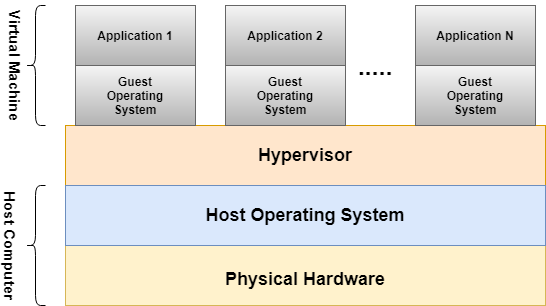 Virtual Machine
Application 1
Application 2
Application N
.....
Guest
Operating
System
Guest
Operating
System
Guest
Operating
System
Hypervisor
Host Computer
Host Operating System
Physical Hardware